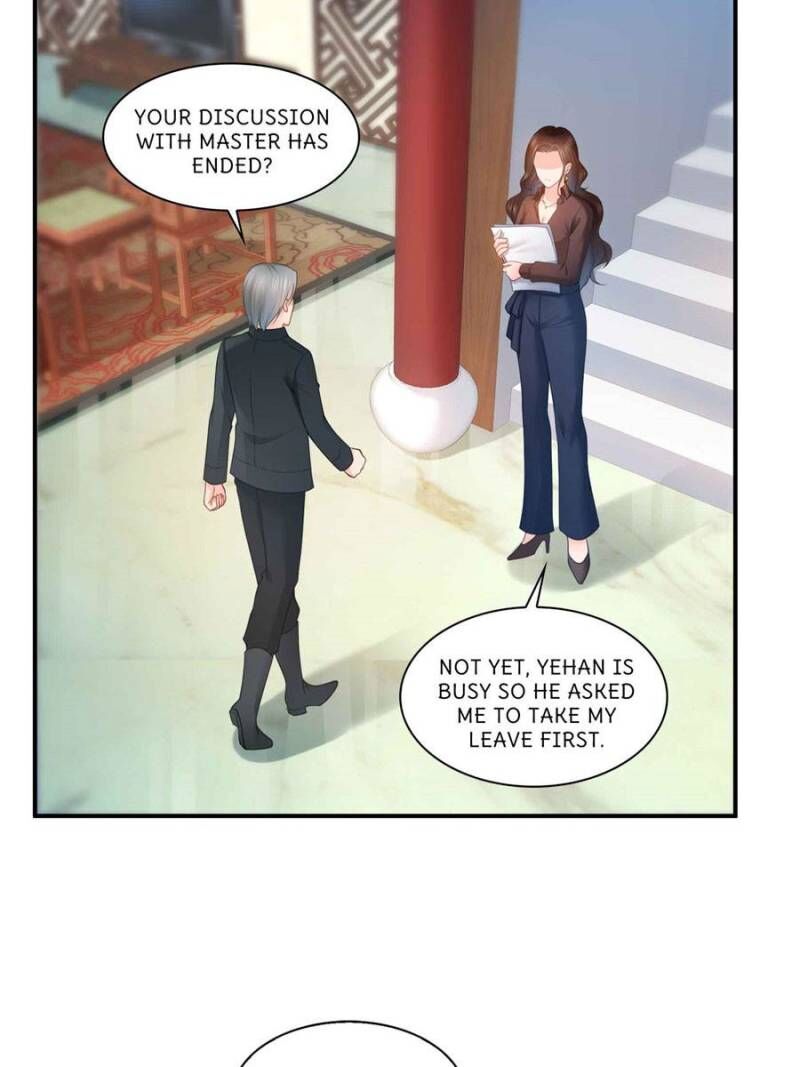 YOUR DISCUSSION
WITH MASTER HAS
ENDED?
NOT YET, YEHAN IS
BUSY SO HE ASKED
ME TO TAKE MY
LEAVE FIRST.